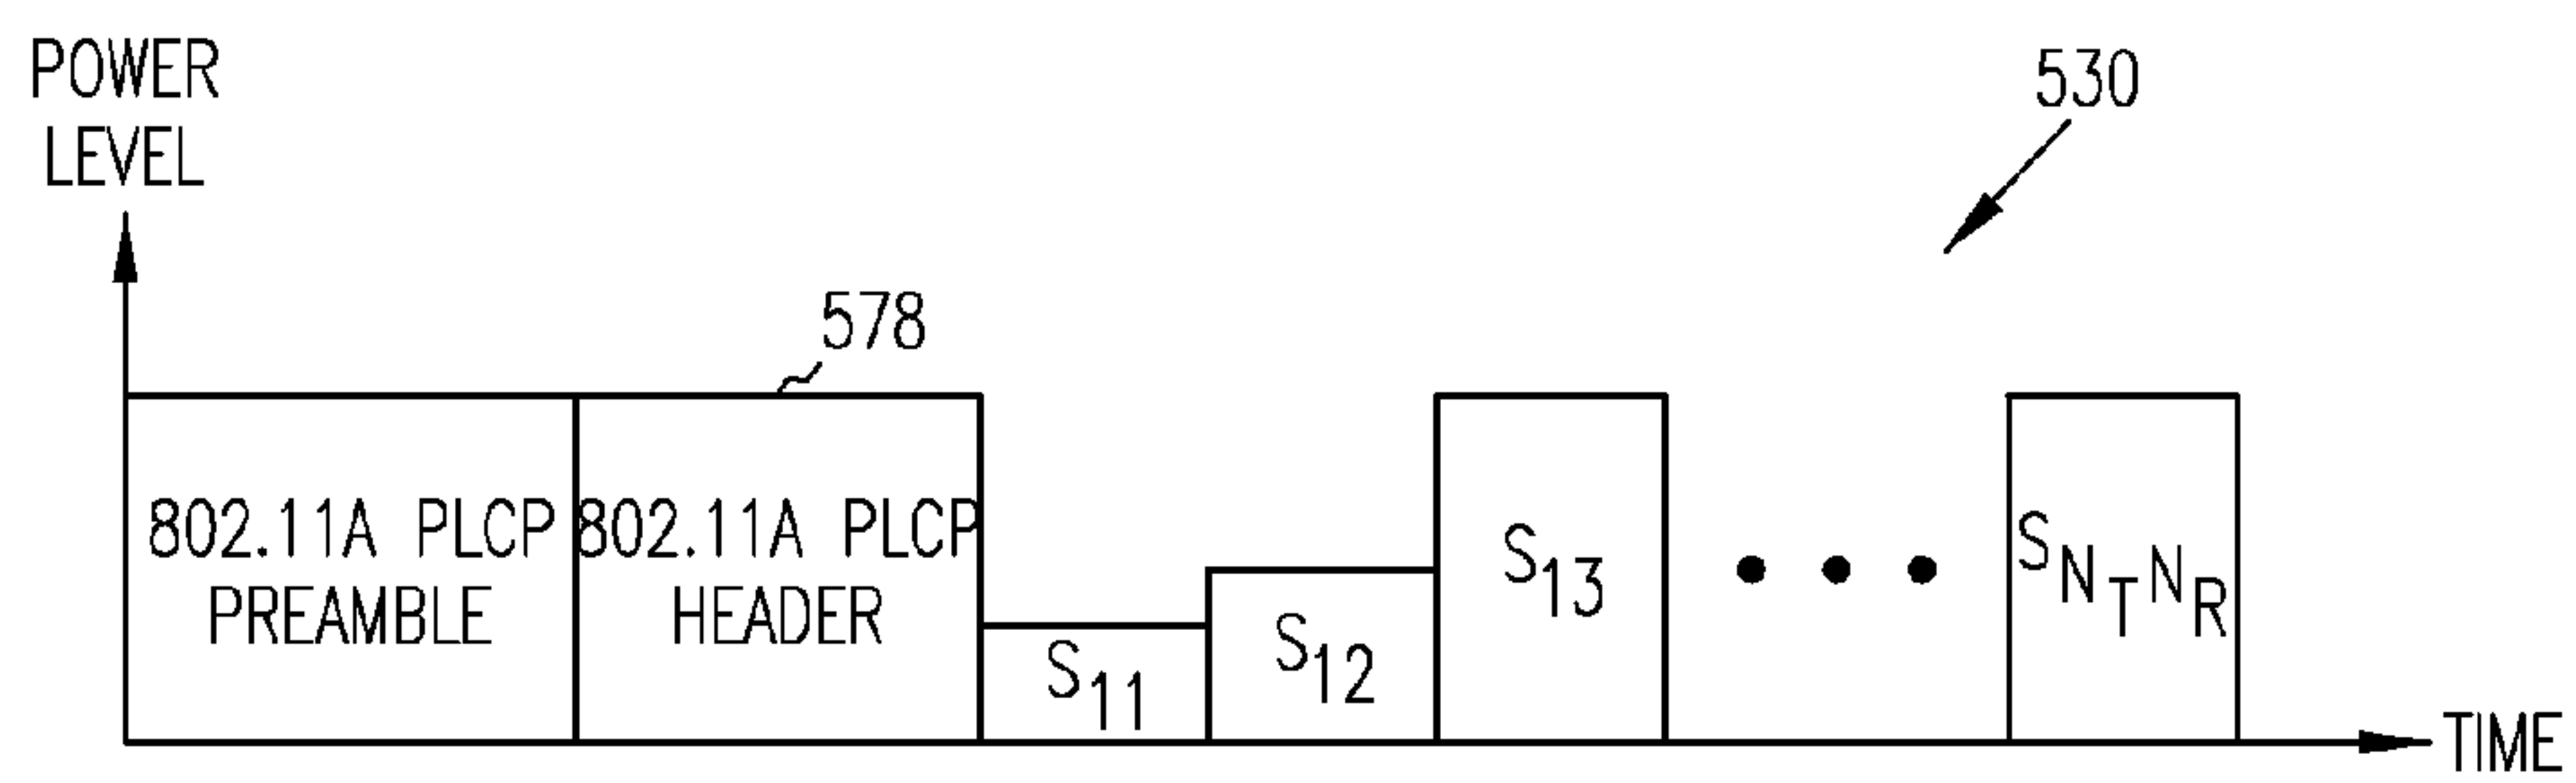 POWER
LEVEL
530
578
802.11A PLCP
PREAMBLE
802.11A PLCP
HEADER
S11
S12
S13
SNTNR
TIME